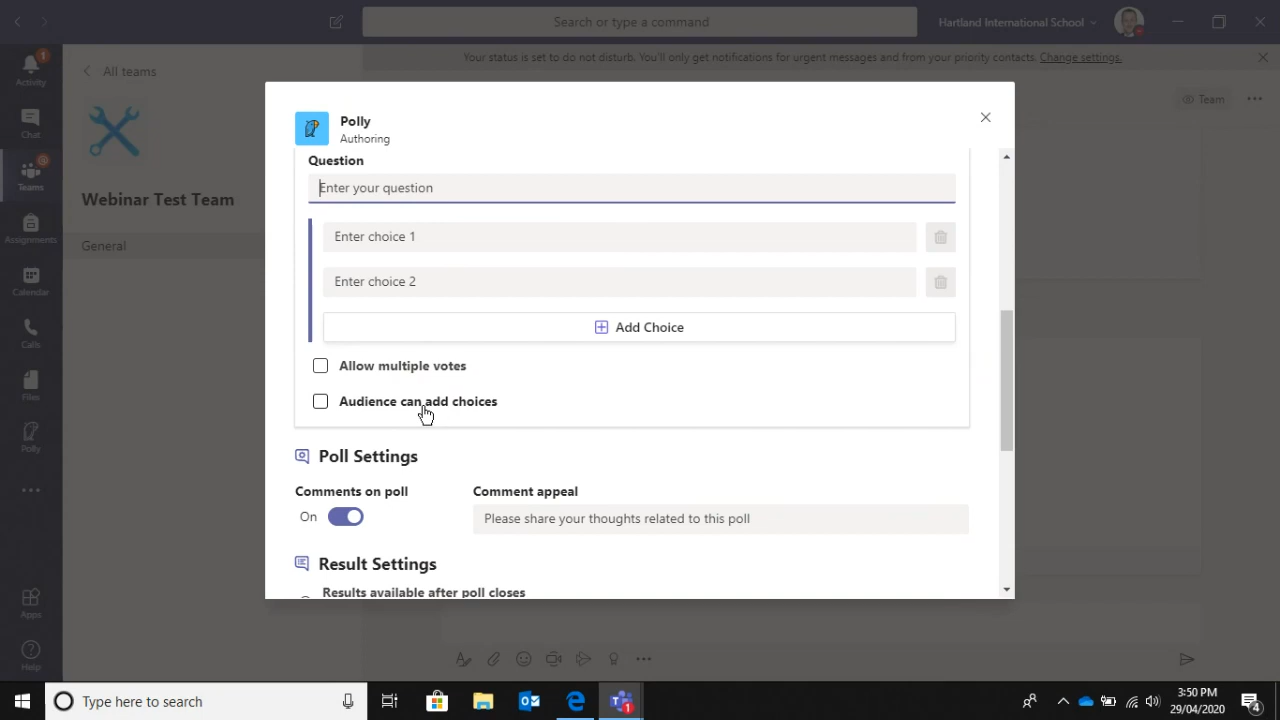 Search or type a command
Hartland International School
Your status is set to do not disturb. You'll only get notifications for urgent messages and from your priority contacts. Change settings.
1
Activity
Chat
Teams
Assignments
Calendar
Calls
Files
Polly
Apps
Help
All teams
Webinar Test Team
General
Team
Polly
Authoring
Question
Enter your question
Enter choice 1
Enter choice 2
Add Choice
Allow multiple votes
Audience can add choices
Poll Settings
Comments on poll
Comment appeal
On
Please share your thoughts related to this poll
Result Settings
Results available after poll closes
Type here to search
1
3:50 PM
29/04/2020
4